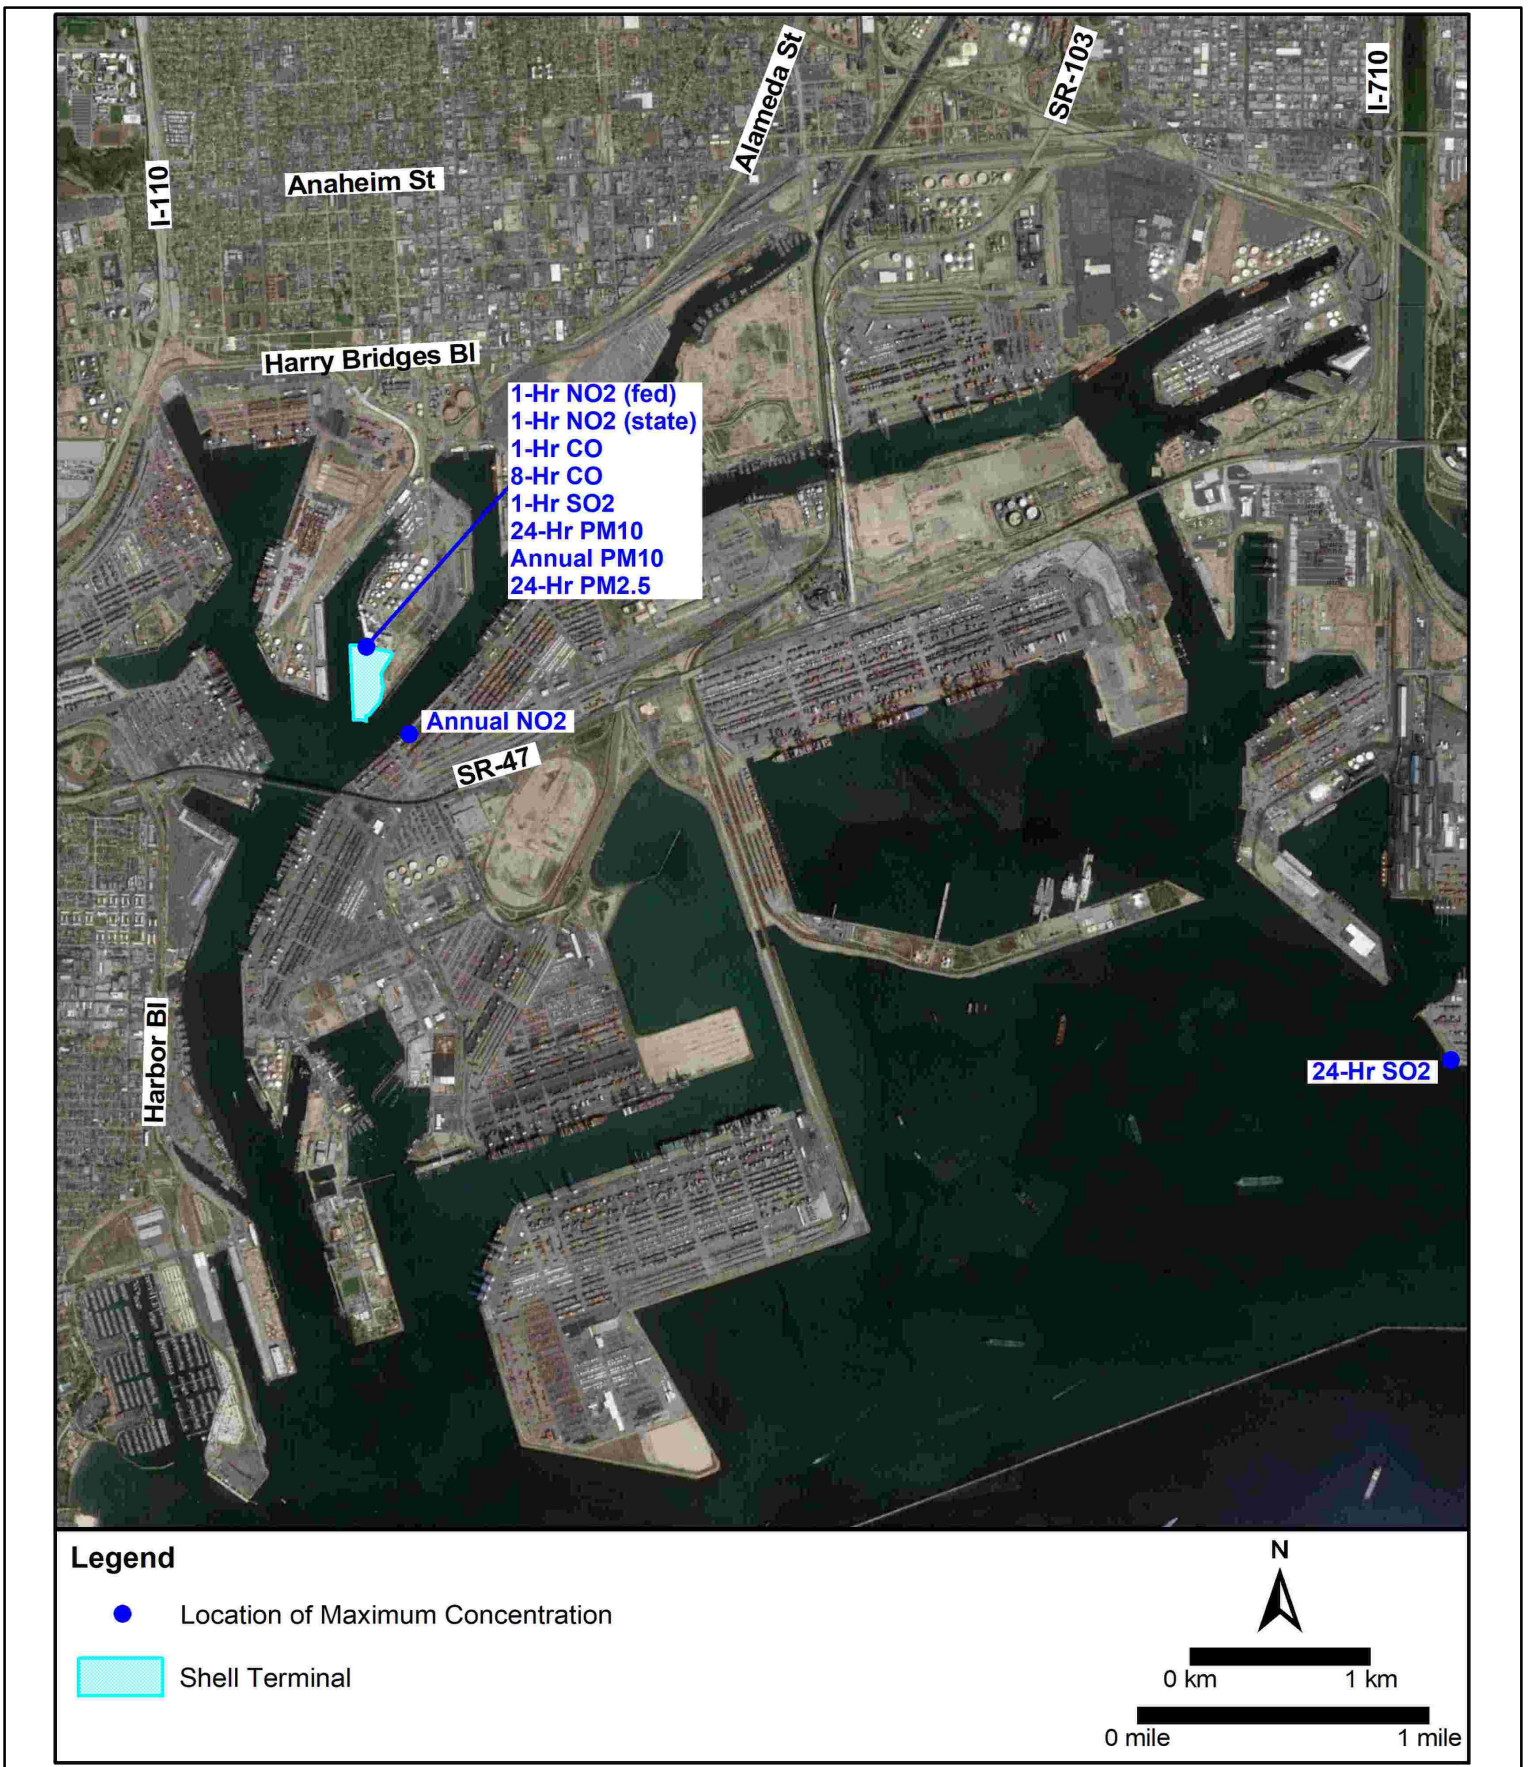 Alameda St
SR-103
I-710
I-110
Anaheim St
Harry Bridges Bl
1-Hr NO2 (fed)
1-Hr NO2 (state)
1-Hr CO
8-Hr CO
1-Hr SO2
24-Hr PM10
Annual PM10
24-Hr PM2.5
Annual NO2
SR-47
Harbor Bl
24-Hr SO2
Legend
Location of Maximum Concentration
Shell Terminal
N
0 km 1 km
0 mile 1 mile